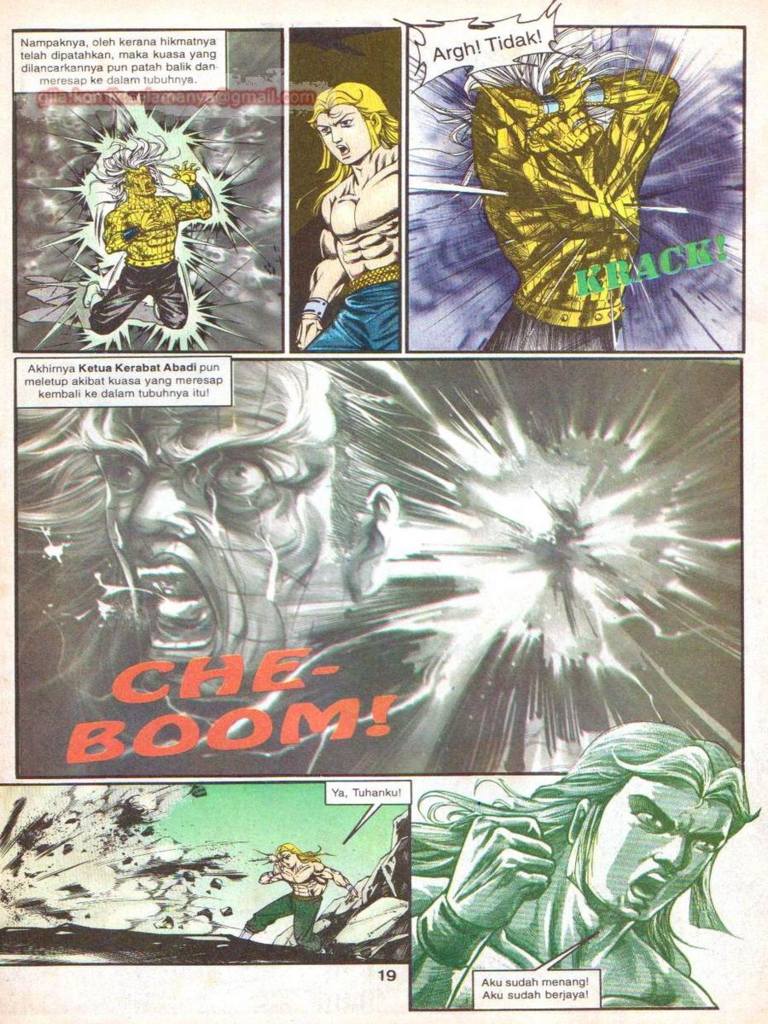 Nampaknya, oleh kerana hikmatnya
telah dipatahkan, maka kuasa yang
dilancarkannya pun patah balik dan
meresap ke dalam tubuhnya.
Argh! Tidak!
KRACK!
Akhirnya Ketua Kerabat Abadi pun
meletup akibat kuasa yang meresap
kembali ke dalam tubuhnya itu!
CHE-
BOOM!
Ya, Tuhanku!
19
Aku sudah menang!
Aku sudah berjaya!